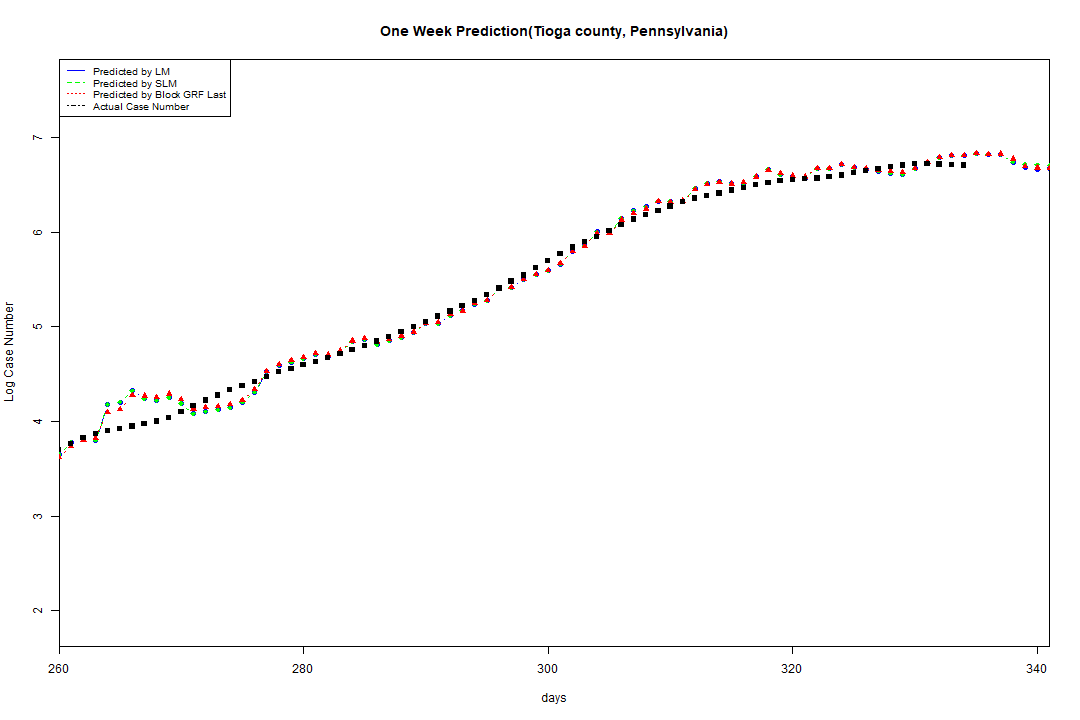 One Week Prediction(Tioga county, Pennsylvania)
Predicted by LM
Predicted by SLM
Predicted by Block GRF Last
Actual Case Number
7
6
5
4
3
2
Log Case Number
260 280 300 320 340
days